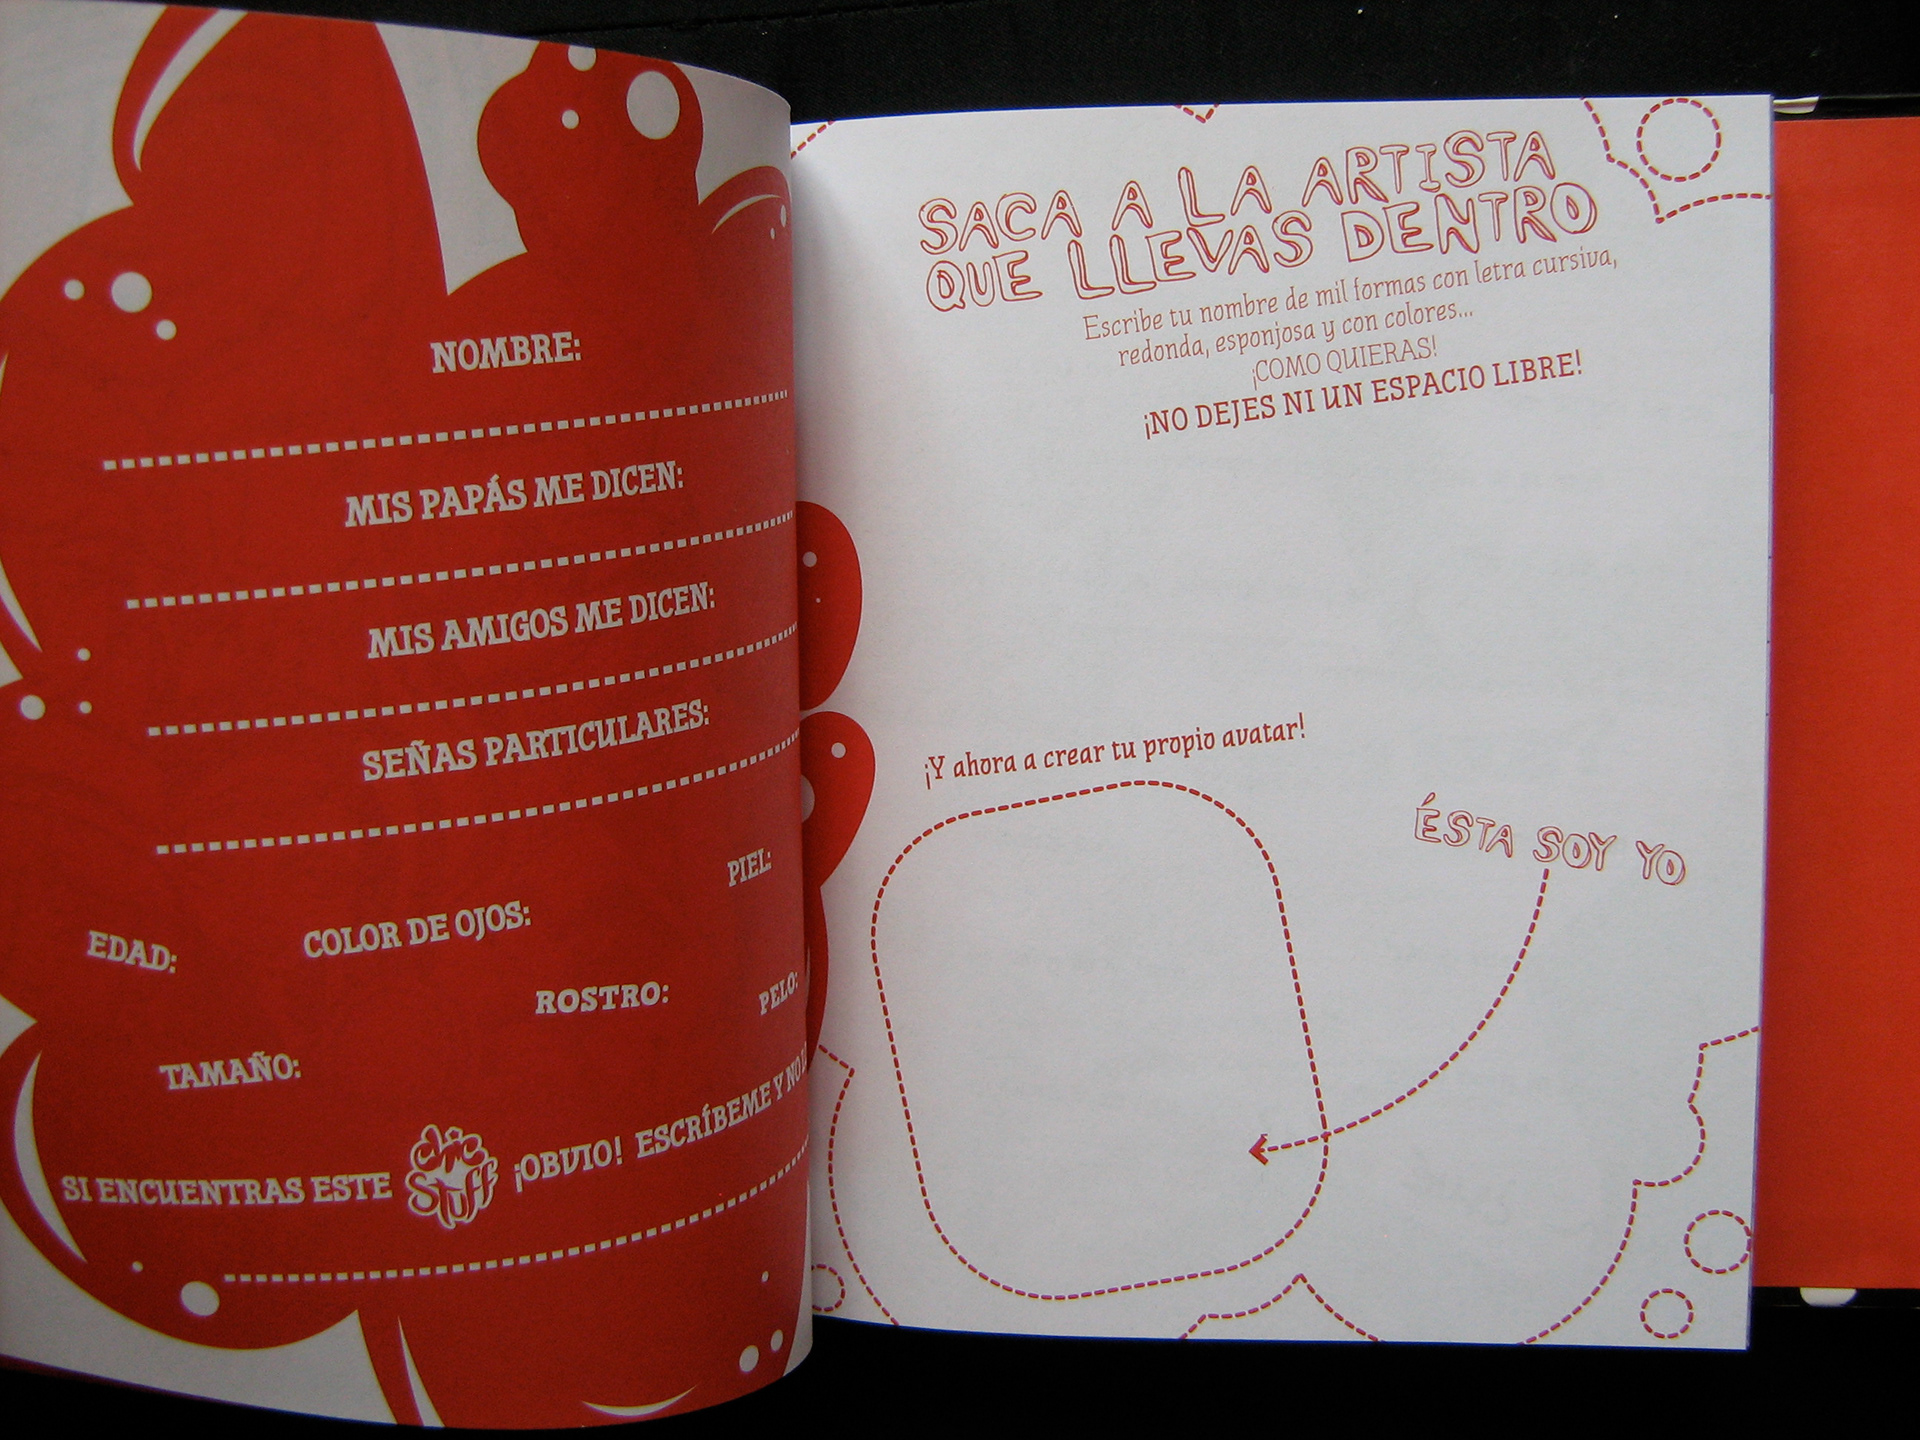 NOMBRE:
MIS PAPÁS ME DICEN:
MIS AMIGOS ME DICEN:
SEÑAS PARTICULARES:
PIEL:
EDAD:
COLOR DE OJOS:
ROSTRO:
PELO:
TAMAÑO:
SI ENCUENTRAS ESTE chic Stuff ¡OBVIO! ESCRÍBEME Y NO
SACA A LA ARTISTA
QUE LLEVAS DENTRO
Escribe tu nombre de mil formas con letra cursiva,
redonda, esponjosa y con colores...
¡COMO QUIERAS!
¡NO DEJES NI UN ESPACIO LIBRE!
¡Y ahora a crear tu propio avatar!
ÉSTA SOY YO